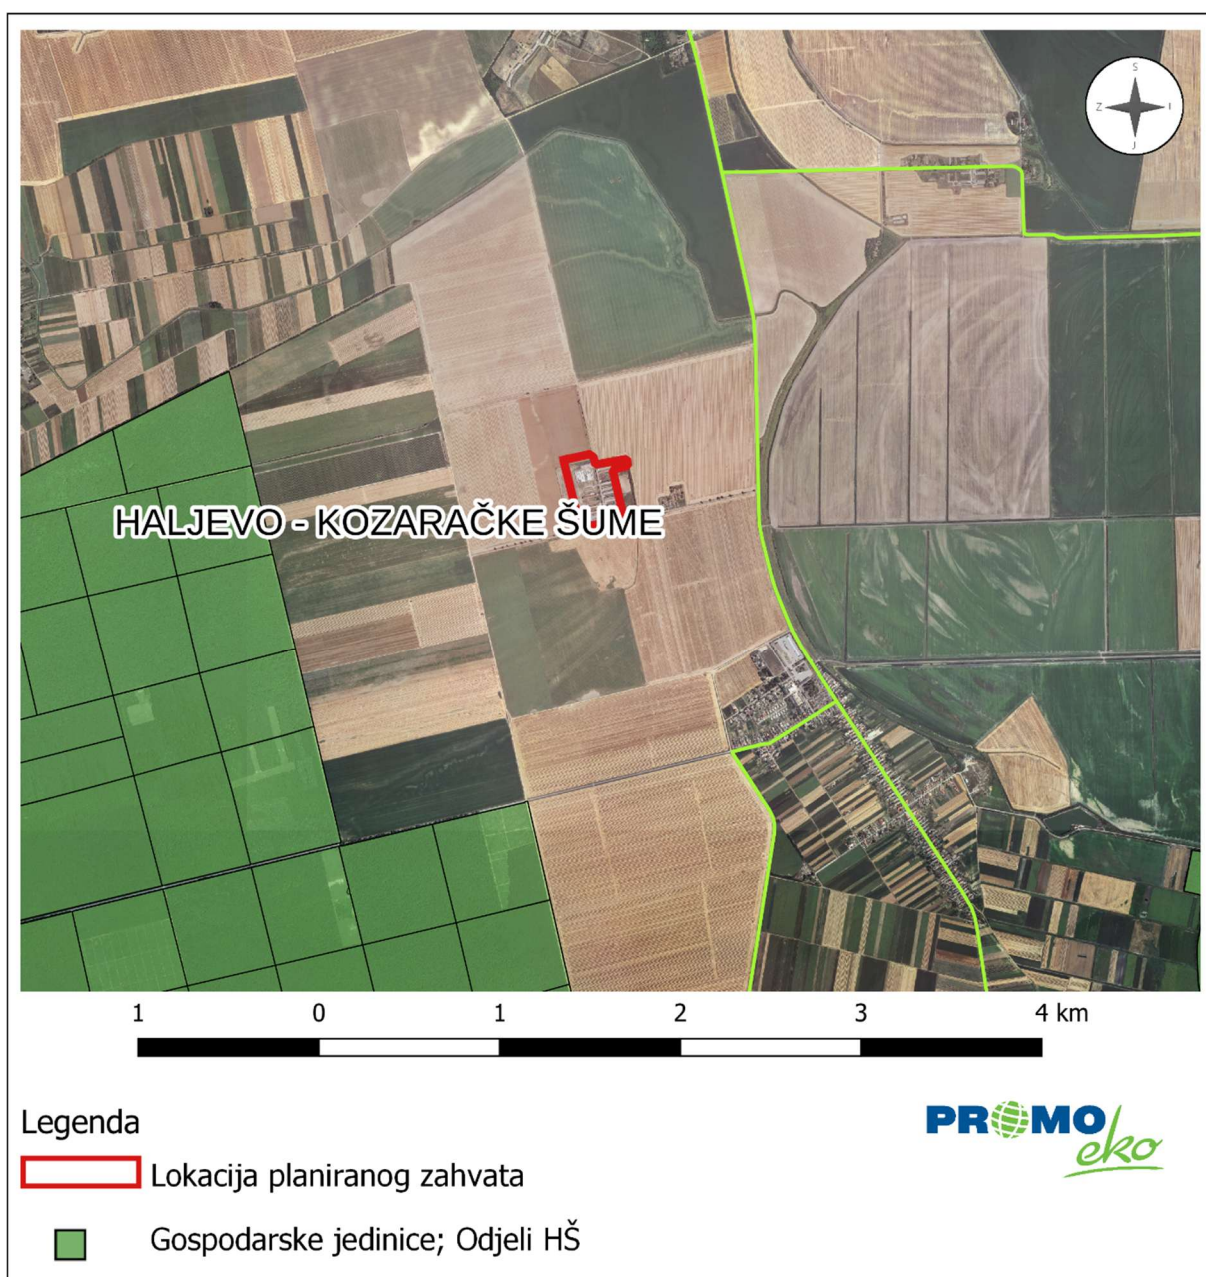 S
Z I
J
HALJEVO - KOZARAČKE ŠUME
1 0 1 2 3 4 km
Legenda
PROMO
eko
Lokacija planiranog zahvata
Gospodarske jedinice; Odjeli HŠ